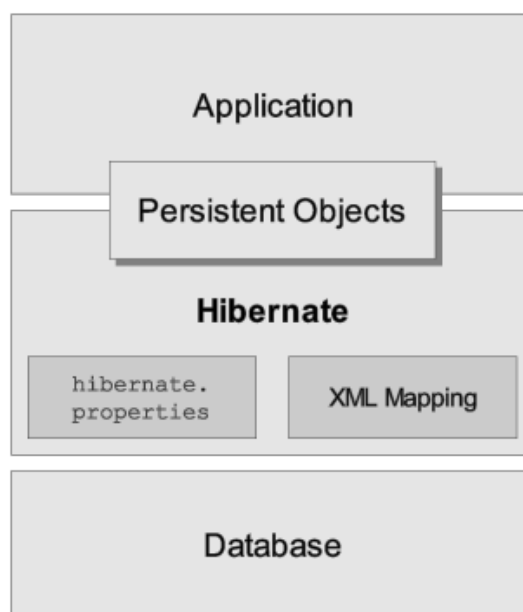 Application
Persistent Objects
Hibernate
hibernate.
properties
XML Mapping
Database